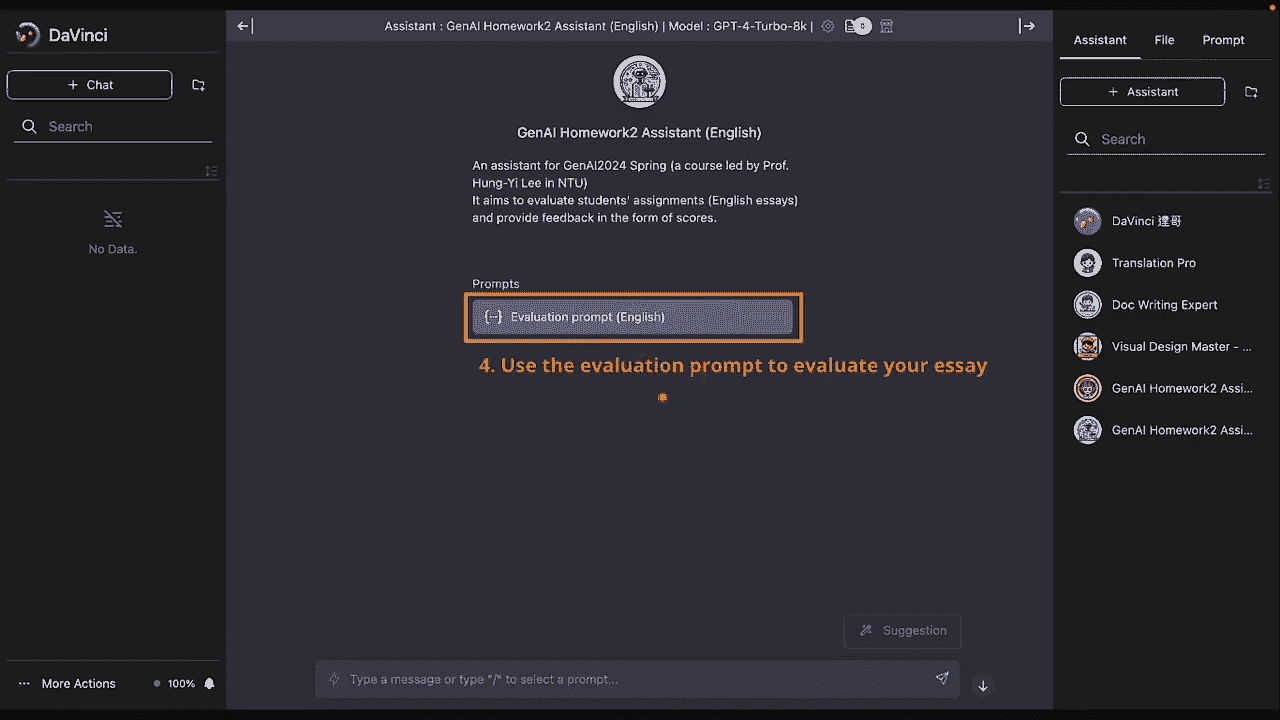 DaVinci
+ Chat
Search
No Data.
More Actions
100%
Assistant : GenAI Homework2 Assistant (English) | Model : GPT-4-Turbo-8k |
0
GenAI Homework2 Assistant (English)
An assistant for GenAI2024 Spring (a course led by Prof.
Hung-Yi Lee in NTU)
It aims to evaluate students' assignments (English essays)
and provide feedback in the form of scores.
Prompts
Evaluation prompt (English)
4. Use the evaluation prompt to evaluate your essay
Suggestion
Type a message or type "/" to select a prompt...
Assistant File Prompt
+ Assistant
Search
DaVinci 達哥
Translation Pro
Doc Writing Expert
Visual Design Master - ...
GenAI Homework2 Assi...
GenAI Homework2 Assi...